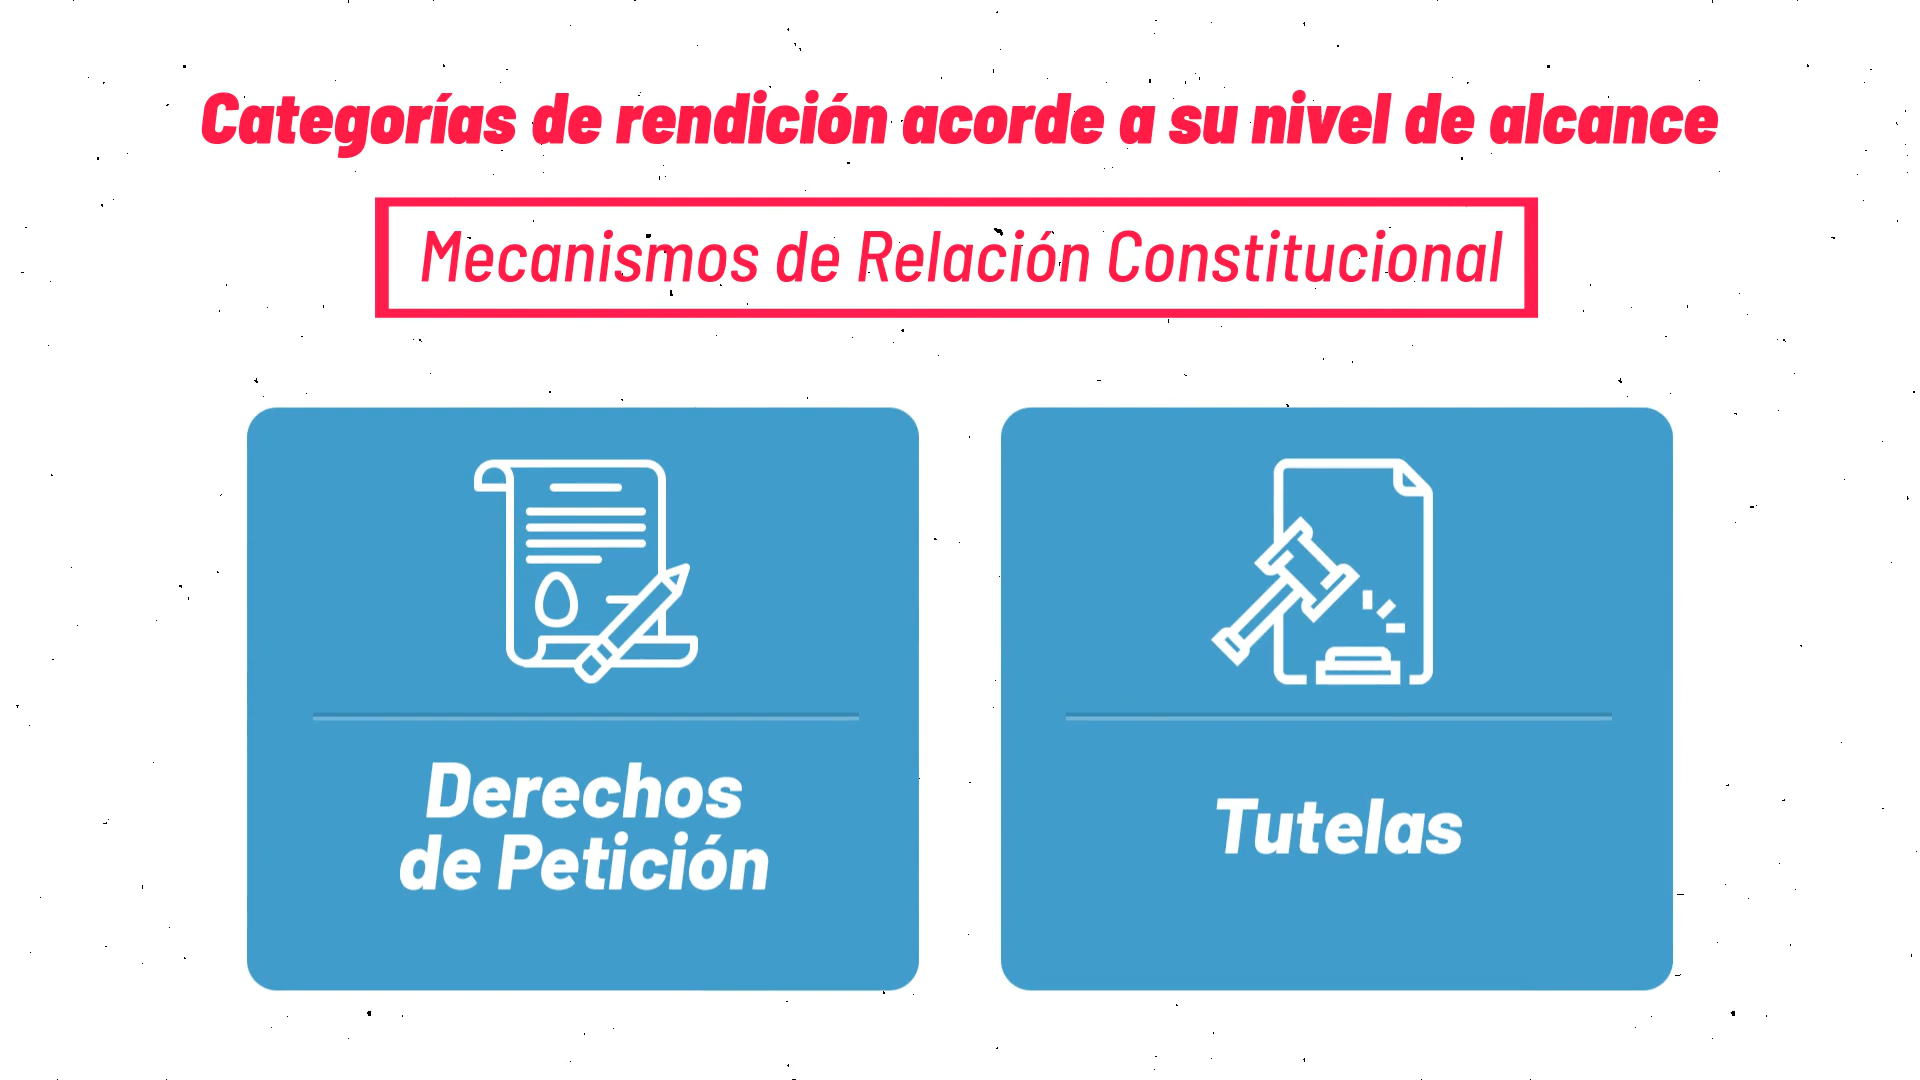 Categorías de rendición acorde a su nivel de alcance
Mecanismos de Relación Constitucional
Derechos
de Petición
Tutelas